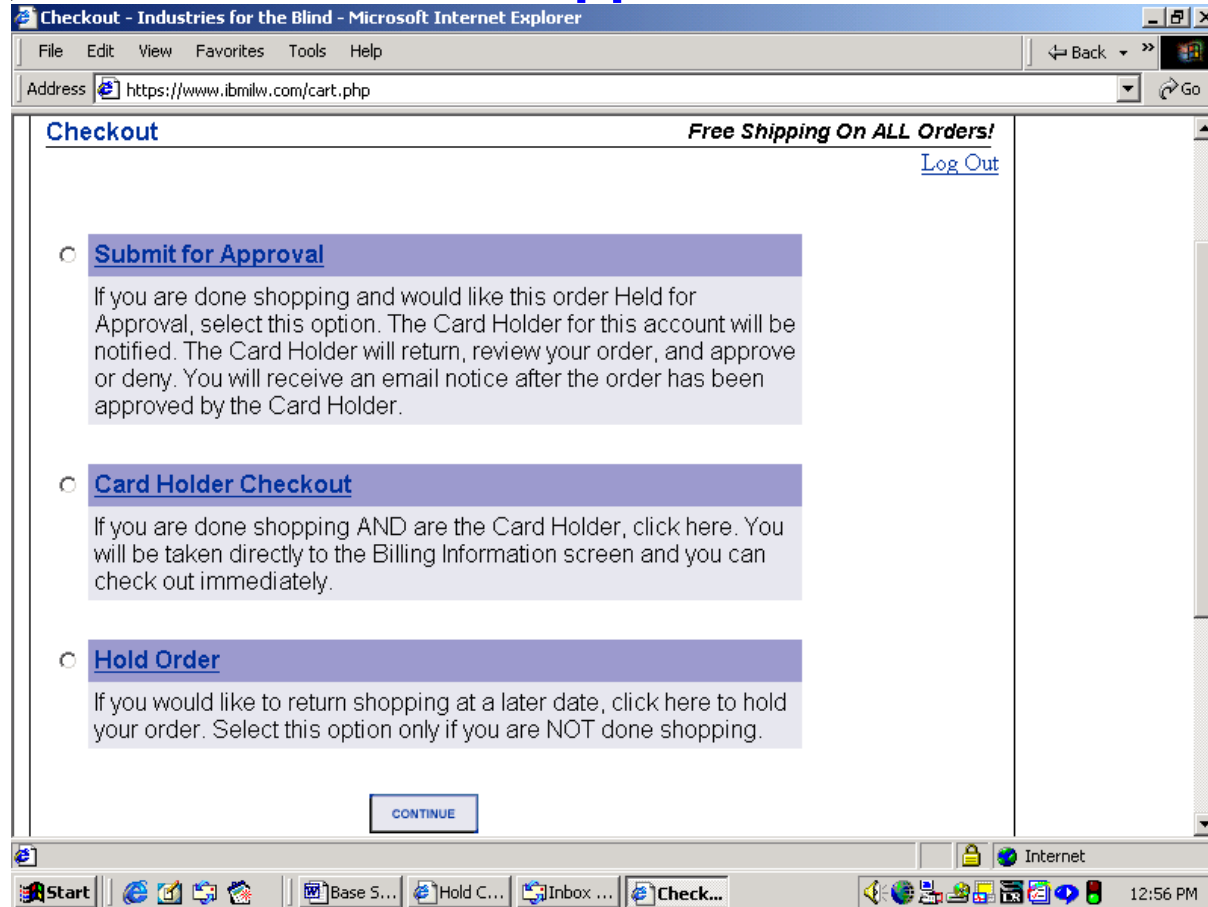 Checkout - Industries for the Blind - Microsoft Internet Explorer
File Edit View Favorites Tools Help
Back
Address https://www.ibmilw.com/cart.php
Go
Checkout
Free Shipping On ALL Orders!
Log Out
Submit for Approval
If you are done shopping and would like this order Held for
Approval, select this option. The Card Holder for this account will be
notified. The Card Holder will return, review your order, and approve
or deny. You will receive an email notice after the order has been
approved by the Card Holder.
Card Holder Checkout
If you are done shopping AND are the Card Holder, click here. You
will be taken directly to the Billing Information screen and you can
check out immediately.
Hold Order
If you would like to return shopping at a later date, click here to hold
your order. Select this option only if you are NOT done shopping.
CONTINUE
Internet
Start
Base S...
Hold C...
Inbox ...
Check...
12:56 PM